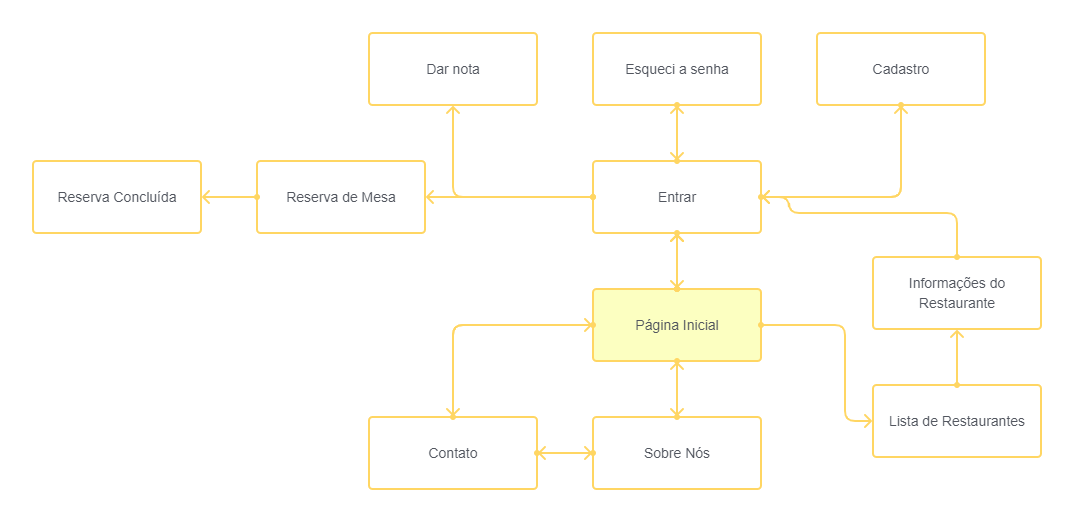 Dar nota
Esqueci a senha
Cadastro
Reserva Concluída
Reserva de Mesa
Entrar
Informações do
Restaurante
Página Inicial
Lista de Restaurantes
Contato
Sobre Nós